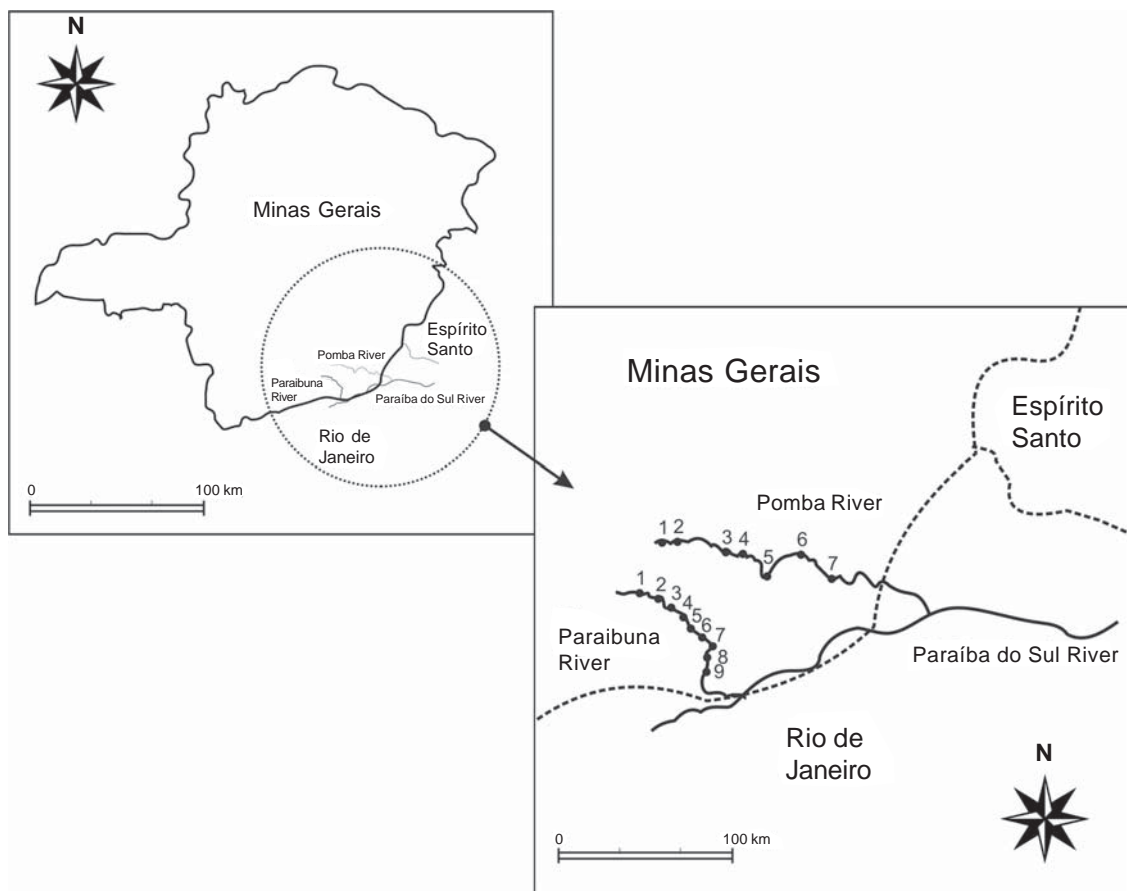 N
Minas Gerais
Espírito
Santo
Pomba River
Paraibuna
River
Paraíba do Sul River
Rio de
Janeiro
0
100 km
Minas Gerais
Espírito
Santo
Pomba River
1 2 3 4 5 6 7
1 2 3 4 5 6 7 8 9
Paraibuna
River
Paraíba do Sul River
Rio de
Janeiro
N
0
100 km